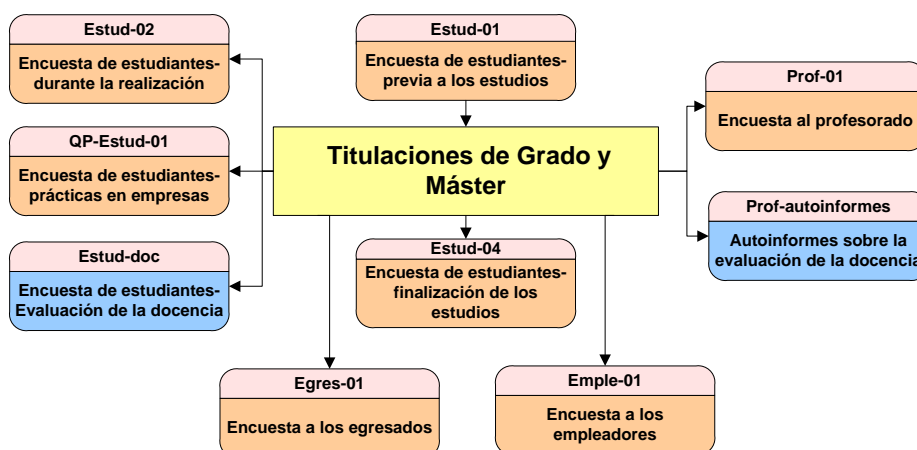 Estud-02
Encuesta de estudiantes-
durante la realización
Estud-01
Encuesta de estudiantes-
previa a los estudios
Prof-01
Encuesta al profesorado
QP-Estud-01
Encuesta de estudiantes-
prácticas en empresas
Titulaciones de Grado y
Máster
Prof-autoinformes
Autoinformes sobre la
evaluación de la docencia
Estud-doc
Encuesta de estudiantes-
Evaluación de la docencia
Estud-04
Encuesta de estudiantes-
finalización de los
estudios
Egres-01
Encuesta a los egresados
Emple-01
Encuesta a los
empleadores